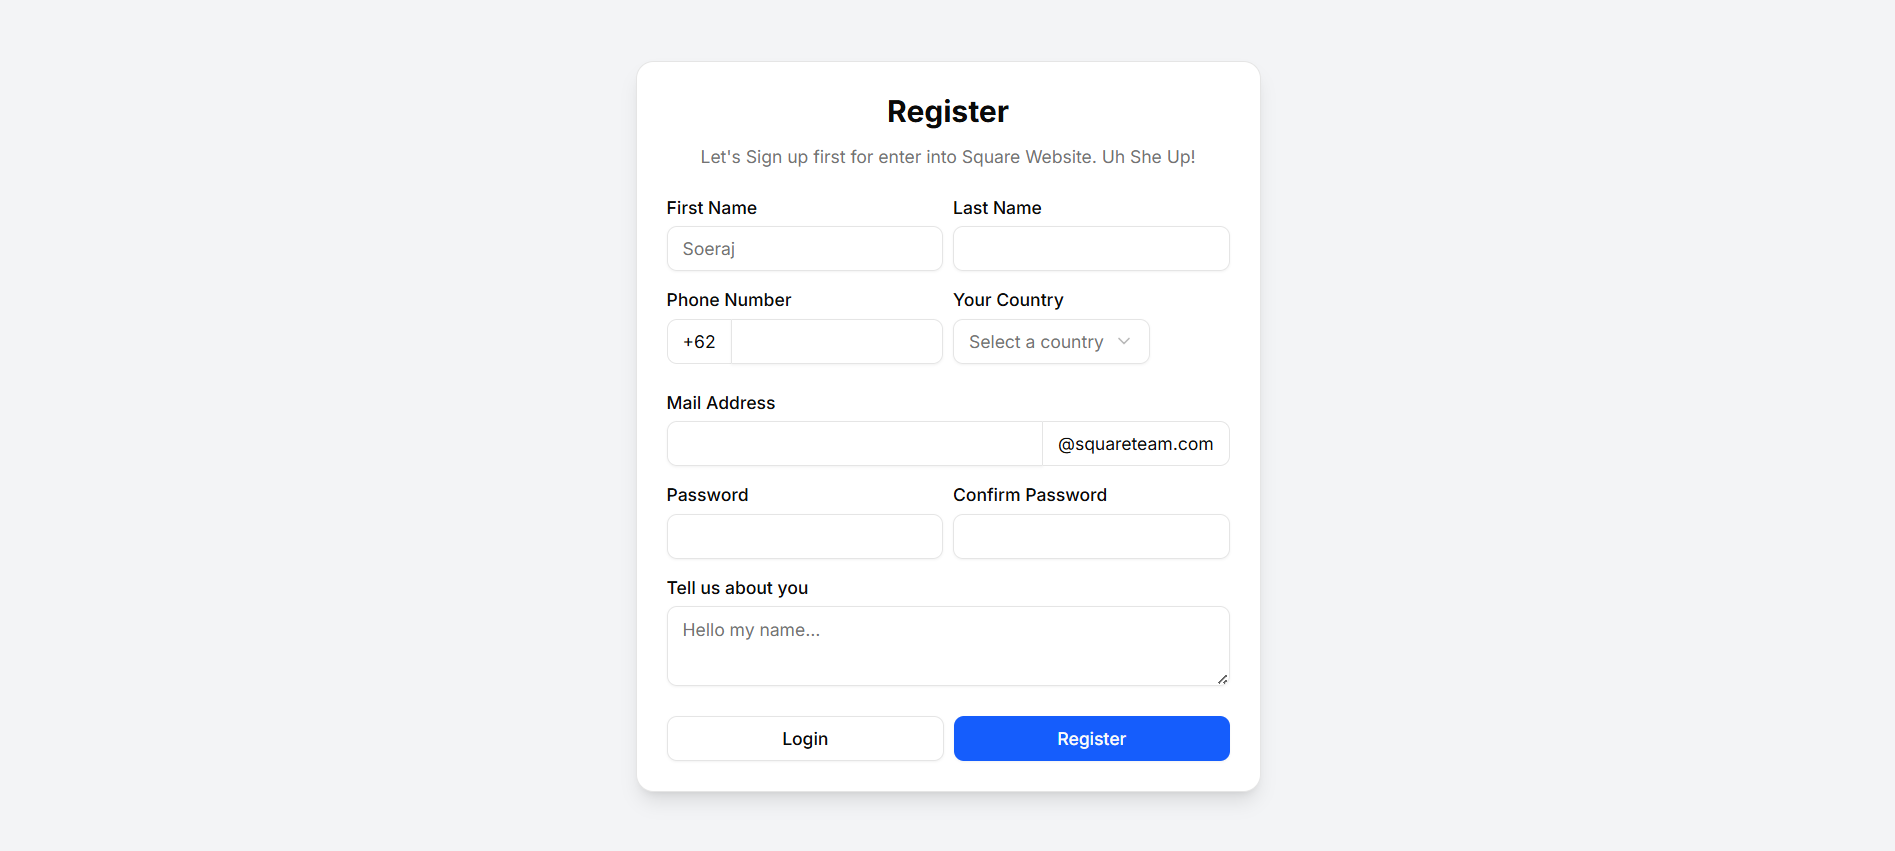 Register
Let's Sign up first for enter into Square Website. Uh She Up!
First Name
Last Name
Soeraj
Phone Number
Your Country
+62
Select a country
Mail Address
@squareteam.com
Password
Confirm Password
Tell us about you
Hello my name...
Login
Register